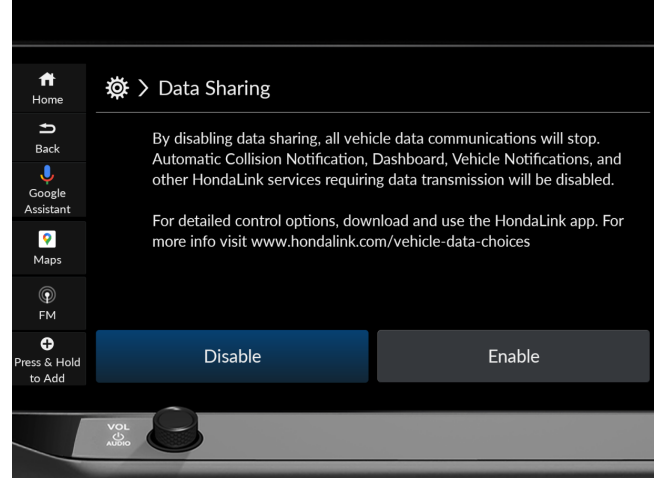 Home
Data Sharing
Back
By disabling data sharing, all vehicle data communications will stop.
Automatic Collision Notification, Dashboard, Vehicle Notifications, and
other HondaLink services requiring data transmission will be disabled.
Google
Assistant
For detailed control options, download and use the HondaLink app. For
more info visit www.hondalink.com/vehicle-data-choices
Maps
FM
Press & Hold
to Add
Disable
Enable
VOL
AUDIO